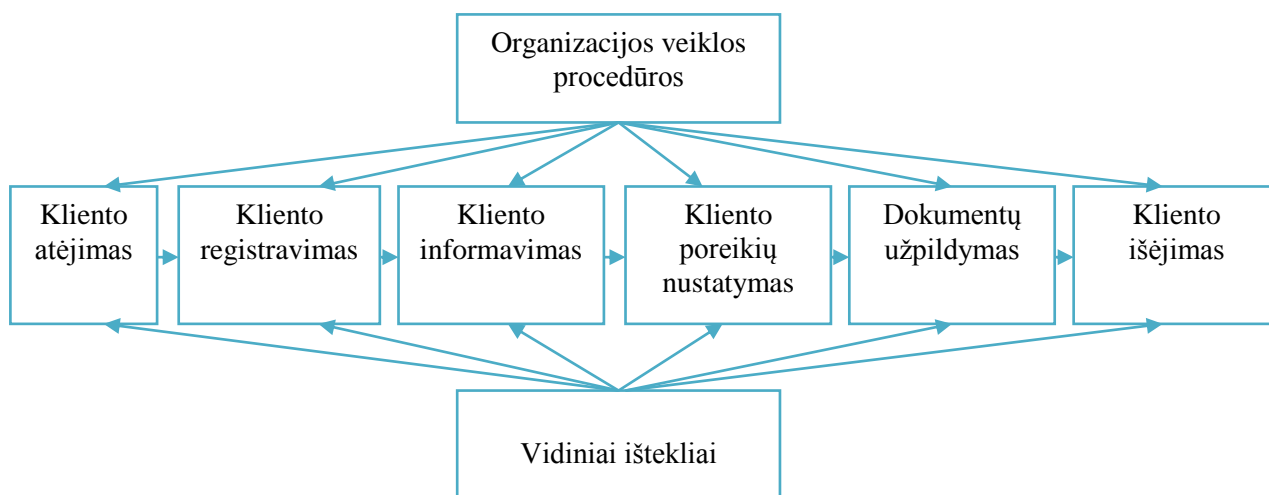 Organizacijos veiklos
procedūros
Kliento
atėjimas
Kliento
registravimas
Kliento
informavimas
Kliento
poreikių
nustatymas
Dokumentų
užpildymas
Kliento
išėjimas
Vidiniai ištekliai